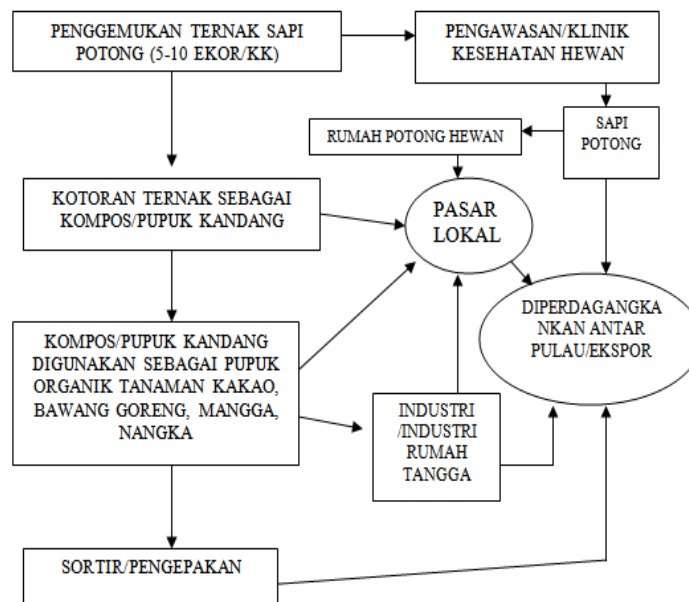 PENGGEMUKAN TERNAK SAPI
POTONG (5-10 EKOR/KK)
PENGAWASAN/KLINIK
KESEHATAN HEWAN
RUMAH POTONG HEWAN
SAPI
POTONG
KOTORAN TERNAK SEBAGAI
KOMPOS/PUPUK KANDANG
PASAR
LOKAL
DIPERDAGANGKA
NKAN ANTAR
PULAU/EKSPOR
KOMPOS/PUPUK KANDANG
DIGUNAKAN SEBAGAI PUPUK
ORGANIK TANAMAN KAKAO,
BAWANG GORENG, MANGGA,
NANGKA
INDUSTRI
/INDUSTRI
RUMAH
TANGGA
SORTIR/PENGEPAKAN